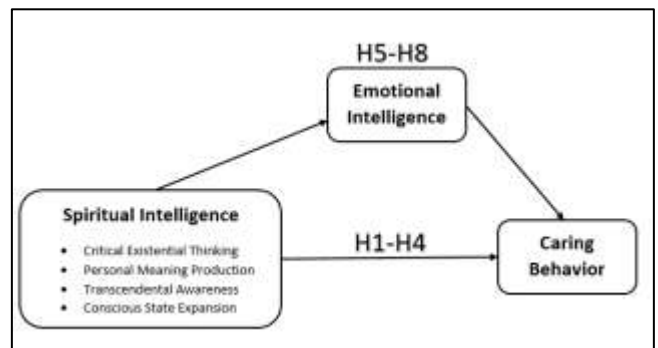 H5-H8
Emotional
Intelligence
Spiritual Intelligence
• Critical Existential Thinking
• Personal Meaning Production
• Transcendental Awareness
• Conscious State Expansion
H1-H4
Caring
Behavior